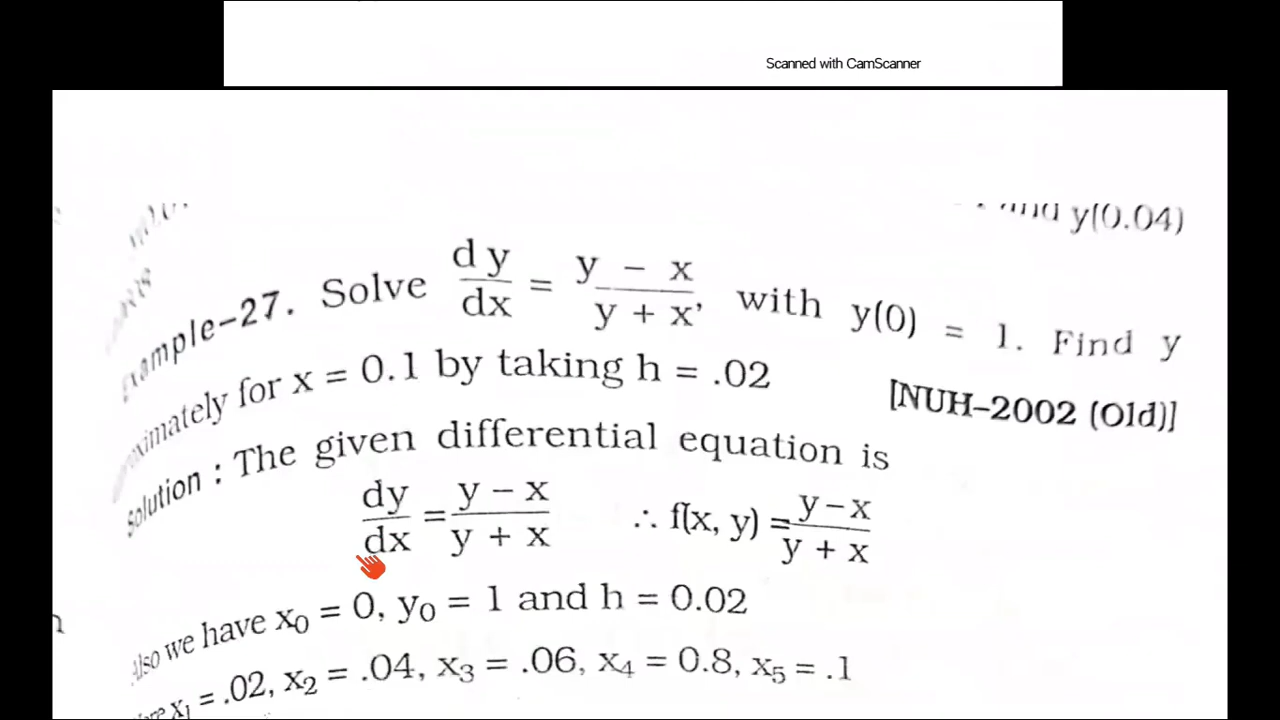 Scanned with CamScanner
y(0.04)
ample–27. Solve dy/dx = y – x/y + x, with y(0) = 1. Find y
ximately for x = 0.1 by taking h = .02 [NUH–2002 (Old)]
Solution : The given differential equation is
dy/dx = y – x/y + x ∴ f(x, y) = y – x/y + x
lso we have x₀ = 0, y₀ = 1 and h = 0.02
x₁ = .02, x₂ = .04, x₃ = .06, x₄ = 0.8, x₅ = .1